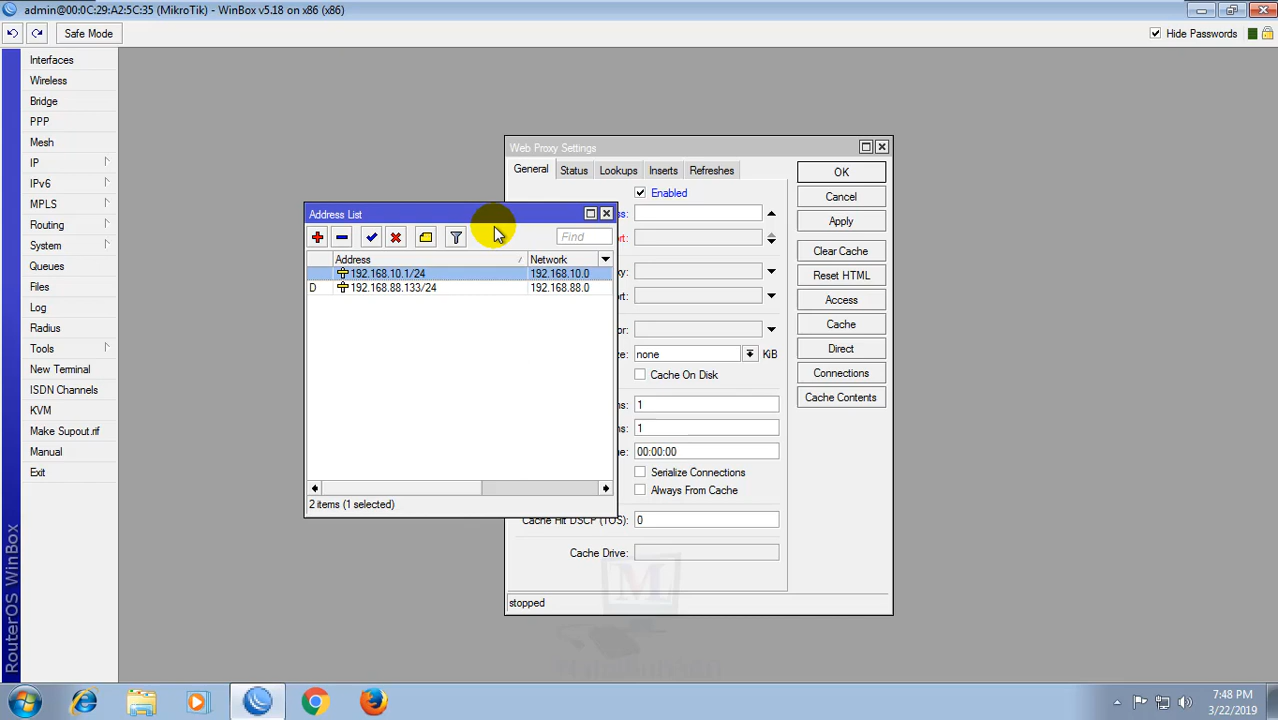 admin@00:0C:29:A2:5C:35 (MikroTik) - WinBox v5.18 on x86 (x86)
Safe Mode
Hide Passwords
Interfaces
Wireless
Bridge
PPP
Mesh
IP
IPv6
MPLS
Routing
System
Queues
Files
Log
Radius
Tools
New Terminal
ISDN Channels
KVM
Make Supout.rif
Manual
Exit
RouterOS WinBox
Address List
Find
Address
Network
192.168.10.1/24
192.168.10.0
D
192.168.88.133/24
192.168.88.0
2 items (1 selected)
Web Proxy Settings
General
Status
Lookups
Inserts
Refreshes
Enabled
none
KiB
Cache On Disk
1
1
00:00:00
Serialize Connections
Always From Cache
Cache Hit DSCP (TOS):
0
Cache Drive:
stopped
OK
Cancel
Apply
Clear Cache
Reset HTML
Access
Cache
Direct
Connections
Cache Contents
7:48 PM
3/22/2019